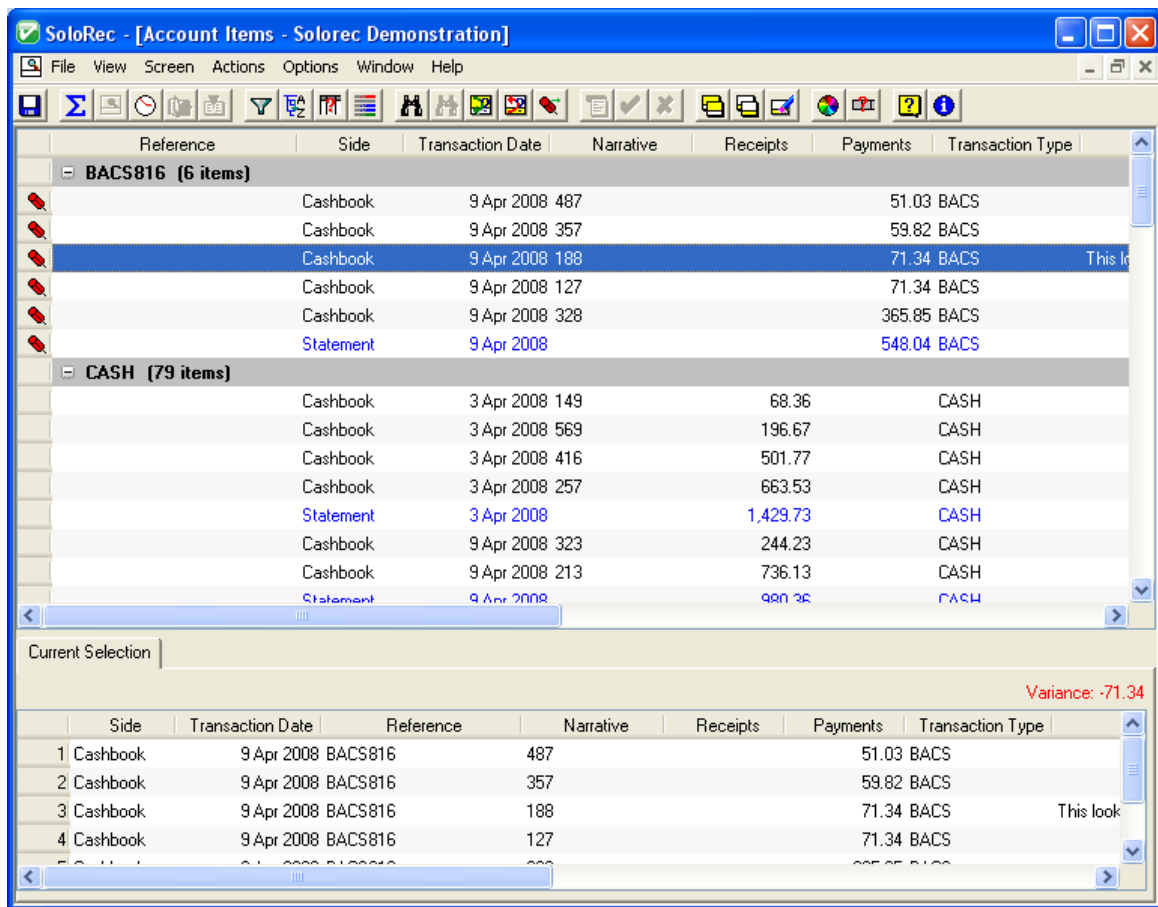 SoloRec - [Account Items - Solorec Demonstration]
File View Screen Actions Options Window Help
Reference Side Transaction Date Narrative Receipts Payments Transaction Type
BACS816 (6 items)
Cashbook 9 Apr 2008 487 51.03 BACS
Cashbook 9 Apr 2008 357 59.82 BACS
Cashbook 9 Apr 2008 188 71.34 BACS This lo
Cashbook 9 Apr 2008 127 71.34 BACS
Cashbook 9 Apr 2008 328 365.85 BACS
Statement 9 Apr 2008 548.04 BACS
CASH (79 items)
Cashbook 3 Apr 2008 149 68.36 CASH
Cashbook 3 Apr 2008 569 196.67 CASH
Cashbook 3 Apr 2008 416 501.77 CASH
Cashbook 3 Apr 2008 257 663.53 CASH
Statement 3 Apr 2008 1,429.73 CASH
Cashbook 9 Apr 2008 323 244.23 CASH
Cashbook 9 Apr 2008 213 736.13 CASH
Statement 9 Apr 2008 980.36 CASH
Current Selection
Variance: -71.34
Side Transaction Date Reference Narrative Receipts Payments Transaction Type
1 Cashbook 9 Apr 2008 BACS816 487 51.03 BACS
2 Cashbook 9 Apr 2008 BACS816 357 59.82 BACS
3 Cashbook 9 Apr 2008 BACS816 188 71.34 BACS This look
4 Cashbook 9 Apr 2008 BACS816 127 71.34 BACS